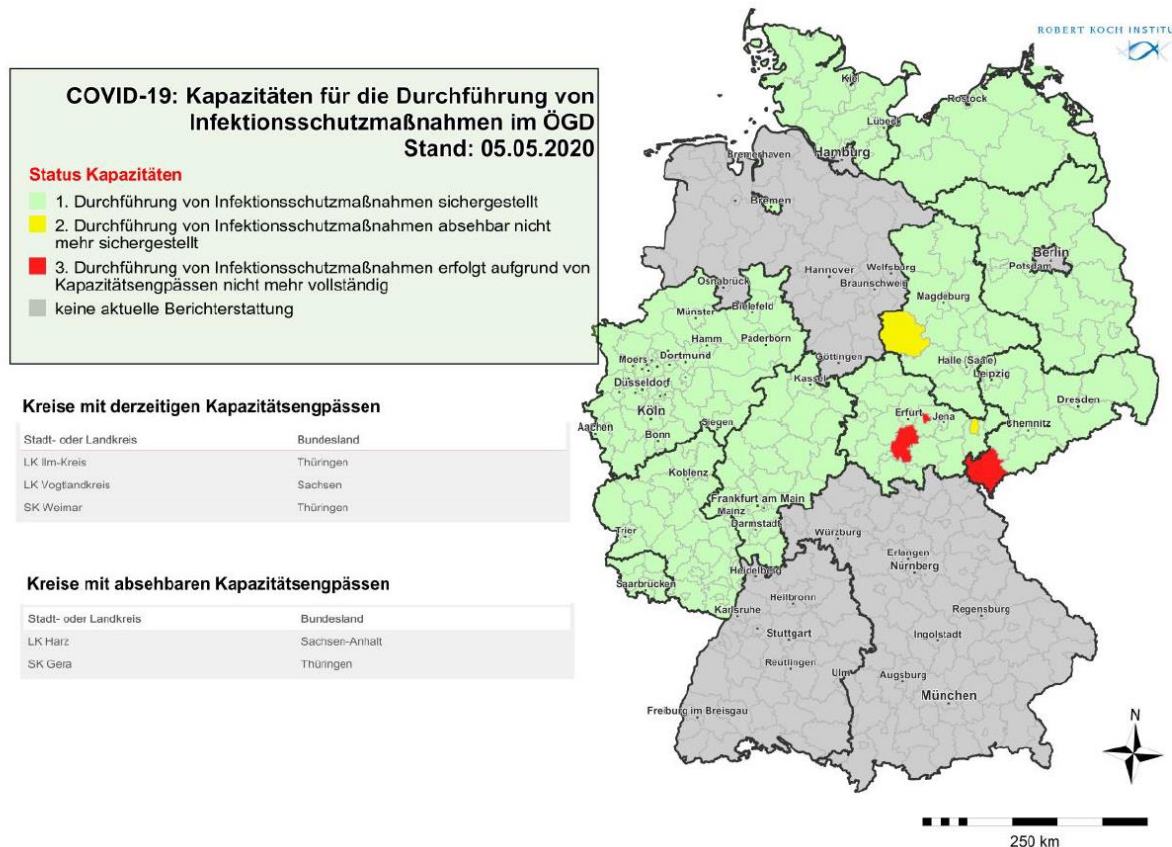 ROBERT KOCH INSTITU
COVID-19: Kapazitäten für die Durchführung von
Infektionsschutzmaßnahmen im ÖGD
Stand: 05.05.2020
Status Kapazitäten
1. Durchführung von Infektionsschutzmaßnahmen sichergestellt
2. Durchführung von Infektionsschutzmaßnahmen absehbar nicht
mehr sichergestellt
3. Durchführung von Infektionsschutzmaßnahmen erfolgt aufgrund von
Kapazitätsengpässen nicht mehr vollständig
keine aktuelle Berichterstattung
Kreise mit derzeitigen Kapazitätsengpässen
Stadt- oder Landkreis Bundesland
LK Ilm-Kreis Thüringen
LK Vogtlandkreis Sachsen
SK Weimar Thüringen
Kreise mit absehbaren Kapazitätsengpässen
Stadt- oder Landkreis Bundesland
LK Harz Sachsen-Anhalt
SK Gera Thüringen
Kiel
Rostock
Lübeck
Hamburg
Bremerhaven
Bremen
Berlin
Potsdam
Hannover
Wolfsburg
Braunschweig
Osnabrück
Magdeburg
Bielefeld
Münster
Hamm
Paderborn
Göttingen
Moers
Dortmund
Düsseldorf
Kassel
Halle (Saale)
Leipzig
Dresden
Köln
Aachen
Bonn
Siegen
Erfurt
Jena
Chemnitz
Koblenz
Frankfurt am Main
Mainz
Darmstadt
Trier
Würzburg
Erlangen
Nürnberg
Saarbrücken
Heidelberg
Heilbronn
Karlsruhe
Regensburg
Stuttgart
Ingolstadt
Reutlingen
Ulm
Augsburg
München
Freiburg im Breisgau
N
250 km